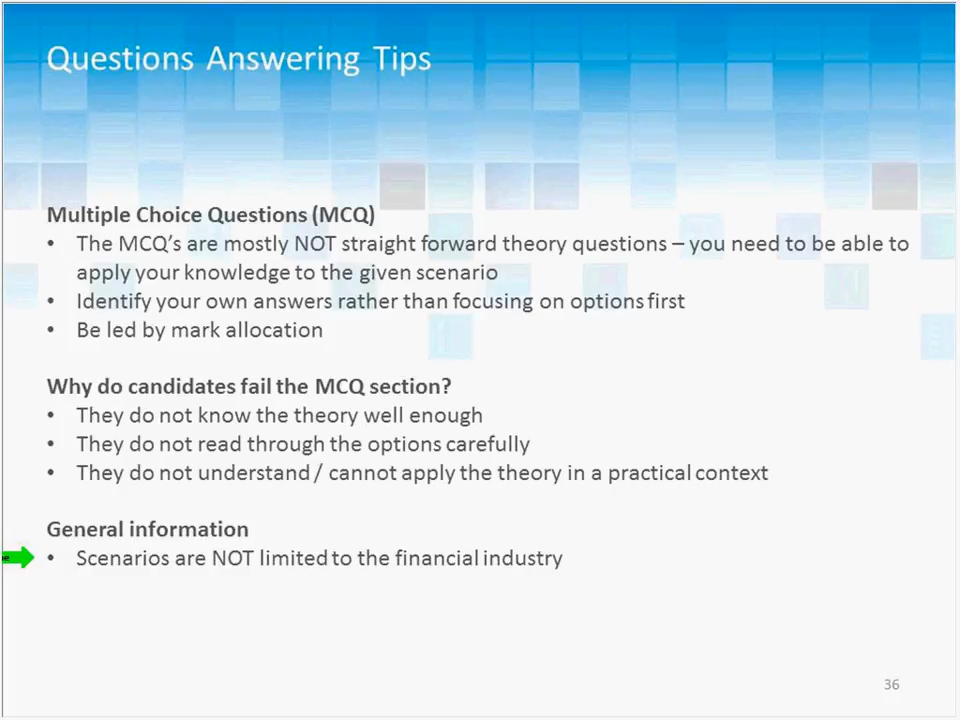 Questions Answering Tips
Multiple Choice Questions (MCQ)
• The MCQ’s are mostly NOT straight forward theory questions – you need to be able to
apply your knowledge to the given scenario
• Identify your own answers rather than focusing on options first
• Be led by mark allocation
Why do candidates fail the MCQ section?
• They do not know the theory well enough
• They do not read through the options carefully
• They do not understand / cannot apply the theory in a practical context
General information
• Scenarios are NOT limited to the financial industry
36